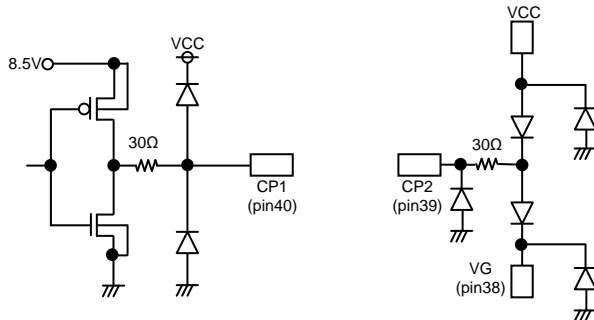 8.5V
VCC
30Ω
CP1
(pin40)
VCC
30Ω
CP2
(pin39)
VG
(pin38)